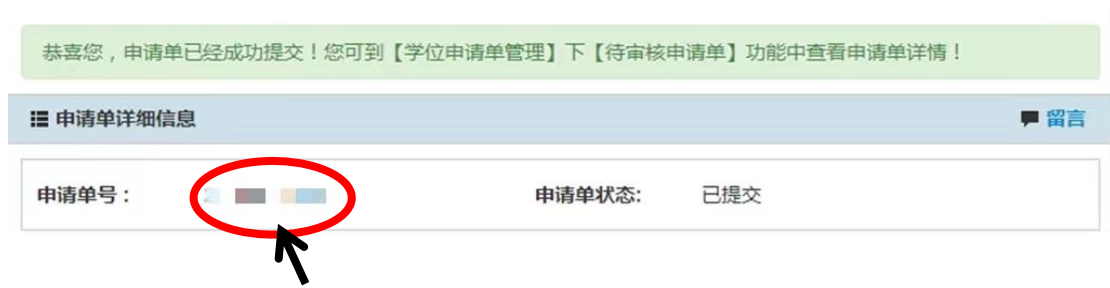 恭喜您，申请单已经成功提交！您可到【学位申请单管理】下【待审核申请单】功能中查看申请单详情！
申请单详细信息 留言
申请单号： 申请单状态: 已提交